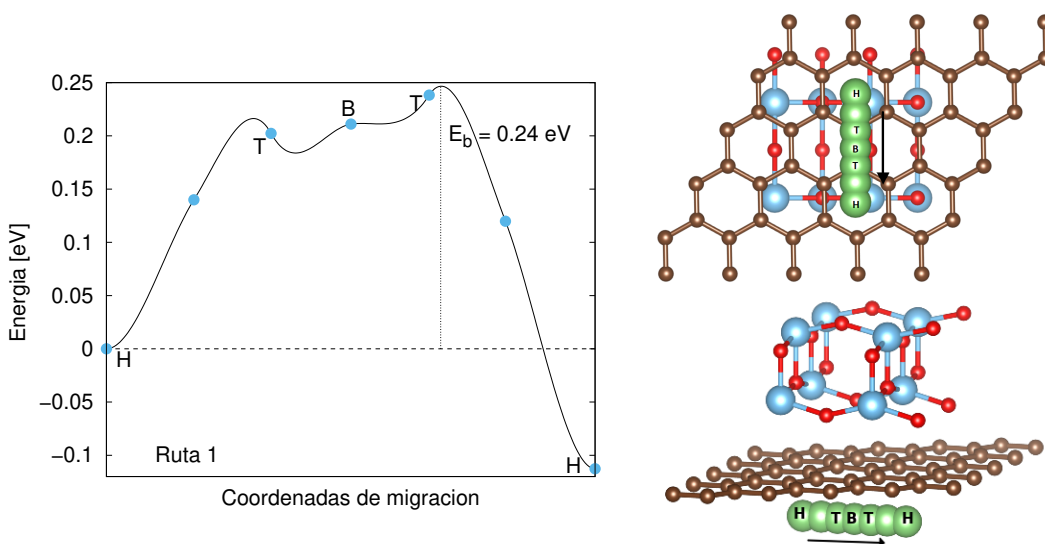 0.25
0.2
0.15
0.1
0.05
0
−0.05
−0.1
Energia [eV]
Coordenadas de migracion
Ruta 1
H
T
B
T
E_b = 0.24 eV
H
H
T
B
T
H
H T B T H